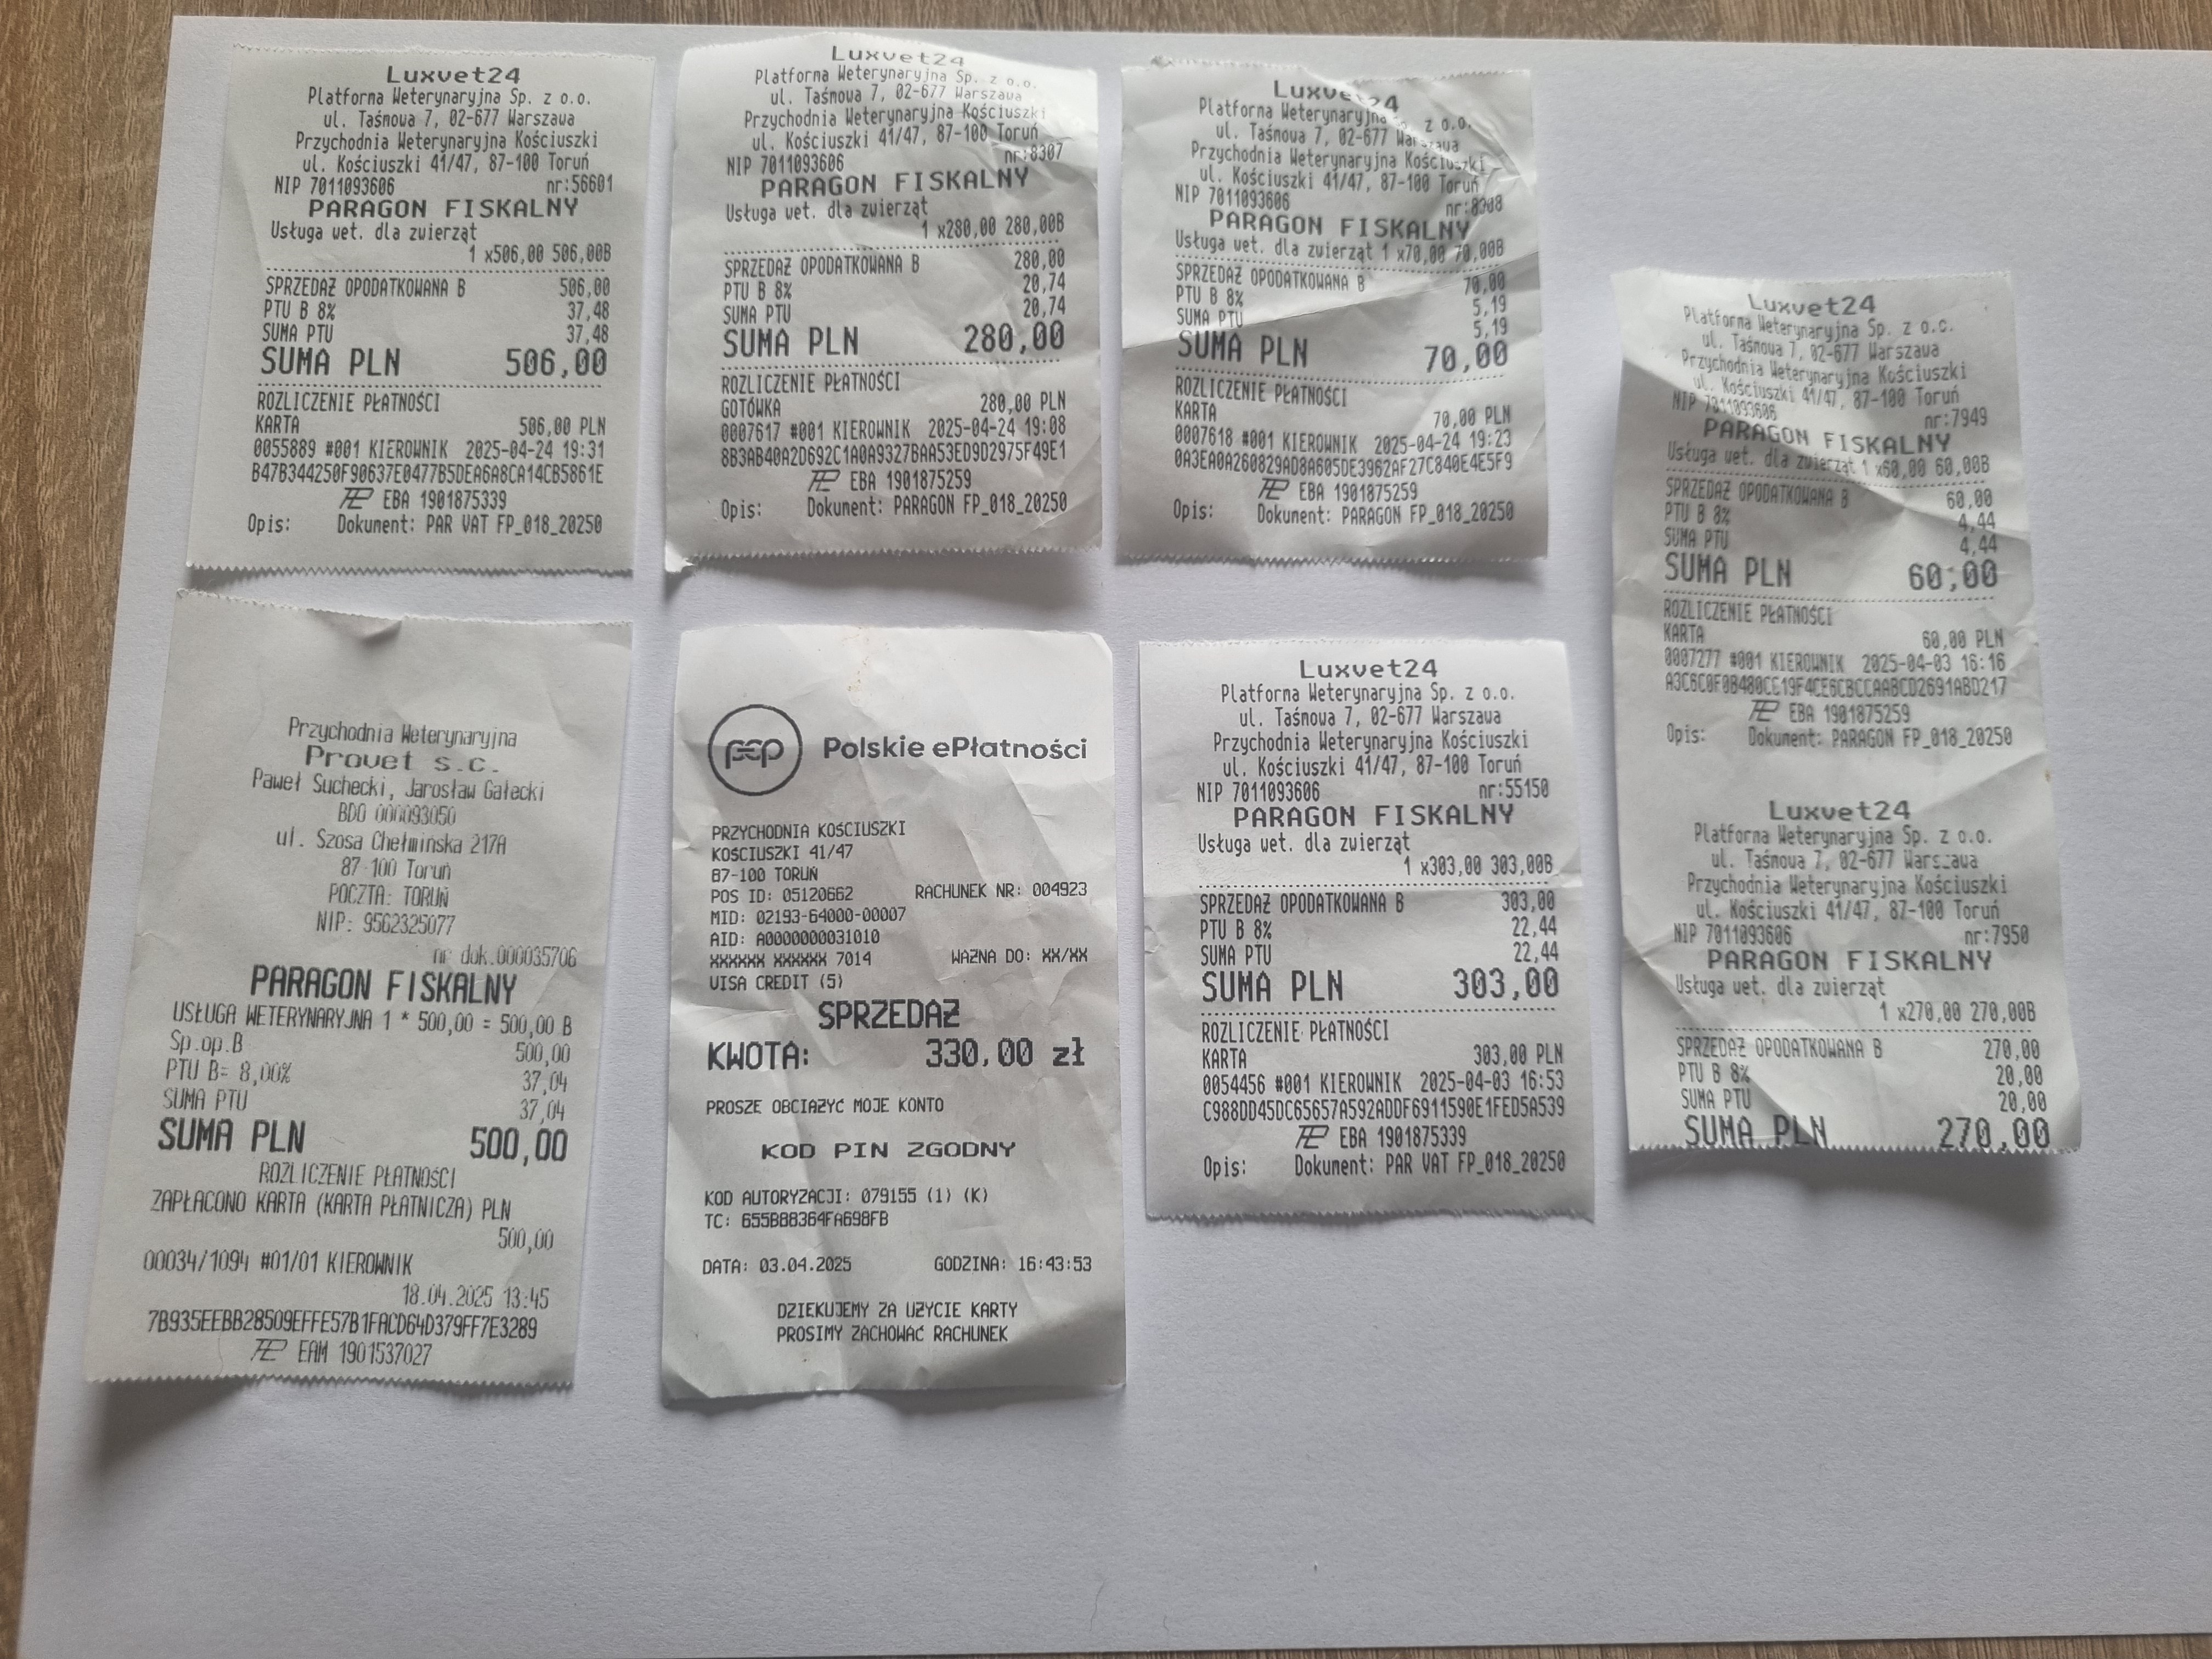 Luxvet24
Platforma Weterynaryjna Sp. z o.o.
ul. Taśmowa 7, 02-677 Warszawa
Przychodnia Weterynaryjna Kościuszki
ul. Kościuszki 41/47, 87-100 Toruń
NIP 7011093606 nr:56601
PARAGON FISKALNY
Usługa wet. dla zwierząt
1 x506,00 506,00B
SPRZEDAŻ OPODATKOWANA B 506,00
PTU B 8% 37,48
SUMA PTU 37,48
SUMA PLN 506,00
ROZLICZENIE PŁATNOŚCI
KARTA 506,00 PLN
0055889 #001 KIEROWNIK 2025-04-24 19:31
B47B344250F90637E0477B5DEA6A8CA14CB5861E
EBA 1901875339
Opis: Dokument: PAR VAT FP_018_20250
Luxvet24
Platforma Weterynaryjna Sp. z o.o.
ul. Taśmowa 7, 02-677 Warszawa
Przychodnia Weterynaryjna Kościuszki
ul. Kościuszki 41/47, 87-100 Toruń
NIP 7011093606 nr:8307
PARAGON FISKALNY
Usługa wet. dla zwierząt
1 x280,00 280,00B
SPRZEDAŻ OPODATKOWANA B 280,00
PTU B 8% 20,74
SUMA PTU 20,74
SUMA PLN 280,00
ROZLICZENIE PŁATNOŚCI
GOTÓWKA 280,00 PLN
0007617 #001 KIEROWNIK 2025-04-24 19:08
8B3AB40A2D692C1A0A9327BAA53ED9D2975F49E1
EBA 1901875259
Opis: Dokument: PARAGON FP_018_20250
Luxvet24
Platforma Weterynaryjna z o.o.
ul. Taśmowa 7, 02-677 Warszawa
Przychodnia Weterynaryjna Kościuszki
ul. Kościuszki 41/47, 87-100 Toruń
NIP 7011093606
PARAGON FISKALNY
Usługa wet. dla zwierząt 1 x70,00 70,00B
SPRZEDAŻ OPODATKOWANA B 70,00
PTU B 8% 5,19
SUMA PTU 5,19
SUMA PLN 70,00
ROZLICZENIE PŁATNOŚCI
KARTA 70,00 PLN
0007618 #001 KIEROWNIK 2025-04-24 19:23
0A3EA0A260829AD8A605DE3962AF27C840E4E5F9
EBA 1901875259
Opis: Dokument: PARAGON FP_018_20250
Luxvet24
Platforma Weterynaryjna Sp. z o.o.
ul. Taśmowa 7, 02-677 Warszawa
Przychodnia Weterynaryjna Kościuszki
ul. Kościuszki 41/47, 87-100 Toruń
NIP 7011093606 nr:7949
PARAGON FISKALNY
Usługa wet. dla zwierząt 1 x60,00 60,00B
SPRZEDAŻ OPODATKOWANA B 60,00
PTU B 8% 4,44
SUMA PTU 4,44
SUMA PLN 60,00
ROZLICZENIE PŁATNOŚCI
KARTA 60,00 PLN
0007277 #001 KIEROWNIK 2025-04-03 16:16
EBA 1901875259
Opis: Dokument: PARAGON FP_018_20250
Luxvet24
Platforma Weterynaryjna Sp. z o.o.
ul. Taśmowa 7, 02-677 Warszawa
Przychodnia Weterynaryjna Kościuszki
ul. Kościuszki 41/47, 87-100 Toruń
NIP 7011093606 nr:7950
PARAGON FISKALNY
Usługa wet. dla zwierząt
1 x270,00 270,00B
SPRZEDAŻ OPODATKOWANA B 270,00
PTU B 8% 20,00
SUMA PTU 20,00
SUMA PLN 270,00
Przychodnia Weterynaryjna
Provet s.c.
Paweł Suchecki, Jarosław Gałecki
BDO 000093050
ul. Szosa Chełmińska 217A
87-100 Toruń
POCZTA: TORUŃ
NIP: 9562325077
nr dok.000035706
PARAGON FISKALNY
USŁUGA WETERYNARYJNA 1 * 500,00 = 500,00 B
Sp.op.B 500,00
PTU B= 8,00% 37,04
SUMA PTU 37,04
SUMA PLN 500,00
ROZLICZENIE PŁATNOŚCI
ZAPŁACONO KARTA (KARTA PŁATNICZA) PLN
500,00
00034/1094 #01/01 KIEROWNIK
18.04.2025 13:45
7B935EEBB28509EFFE57B1FACD64D379FF7E3289
EAM 1901537027
pep Polskie ePłatności
PRZYCHODNIA KOŚCIUSZKI
KOŚCIUSZKI 41/47
87-100 TORUŃ
POS ID: 05120662 RACHUNEK NR: 004923
MID: 02193-64000-00007
AID: A0000000031010
XXXXXX XXXXXX 7014 WAŻNA DO: XX/XX
VISA CREDIT (5)
SPRZEDAŻ
KWOTA: 330,00 zł
PROSZĘ OBCIĄŻYĆ MOJE KONTO
KOD PIN ZGODNY
KOD AUTORYZACJI: 079155 (1) (K)
TC: 655B88364FA698FB
DATA: 03.04.2025 GODZINA: 16:43:53
DZIĘKUJEMY ZA UŻYCIE KARTY
PROSIMY ZACHOWAĆ RACHUNEK
Luxvet24
Platforma Weterynaryjna Sp. z o.o.
ul. Taśmowa 7, 02-677 Warszawa
Przychodnia Weterynaryjna Kościuszki
ul. Kościuszki 41/47, 87-100 Toruń
NIP 7011093606 nr:55150
PARAGON FISKALNY
Usługa wet. dla zwierząt
1 x303,00 303,00B
SPRZEDAŻ OPODATKOWANA B 303,00
PTU B 8% 22,44
SUMA PTU 22,44
SUMA PLN 303,00
ROZLICZENIE PŁATNOŚCI
KARTA 303,00 PLN
0054456 #001 KIEROWNIK 2025-04-03 16:53
C988DD45DC65657A592ADDF6911590E1FED5A539
EBA 1901875339
Opis: Dokument: PAR VAT FP_018_20250